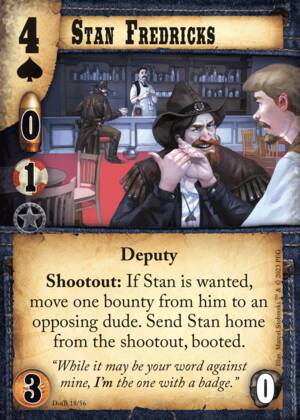 4
STAN FREDRICKS
0
1
Deputy
Shootout: If Stan is wanted,
move one bounty from him to an
opposing dude. Send Stan home
from the shootout, booted.
“While it may be your word against
mine, I’m the one with a badge.”
3
0